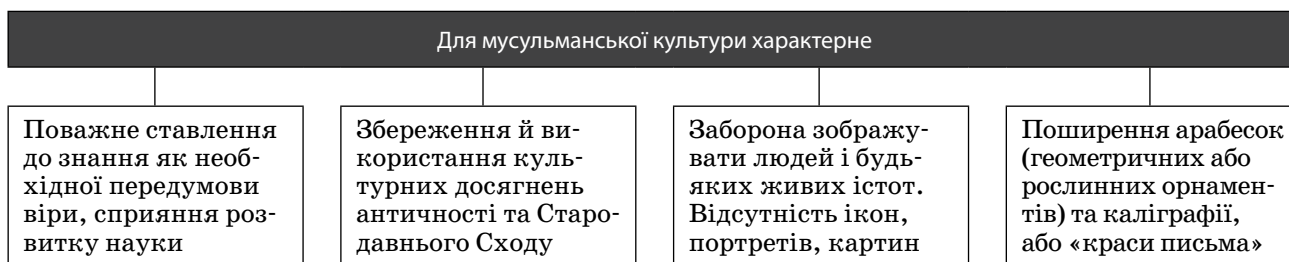 Для мусульманської культури характерне
Поважне ставлення
до знання як необ-
хідної передумови
віри, сприяння роз-
витку науки
Збереження й ви-
користання куль-
турних досягнень
античності та Старо-
давнього Сходу
Заборона зображу-
вати людей і будь-
яких живих істот.
Відсутність ікон,
портретів, картин
Поширення арабесок
(геометричних або
рослинних орнамен-
тів) та каліграфії,
або «краси письма»